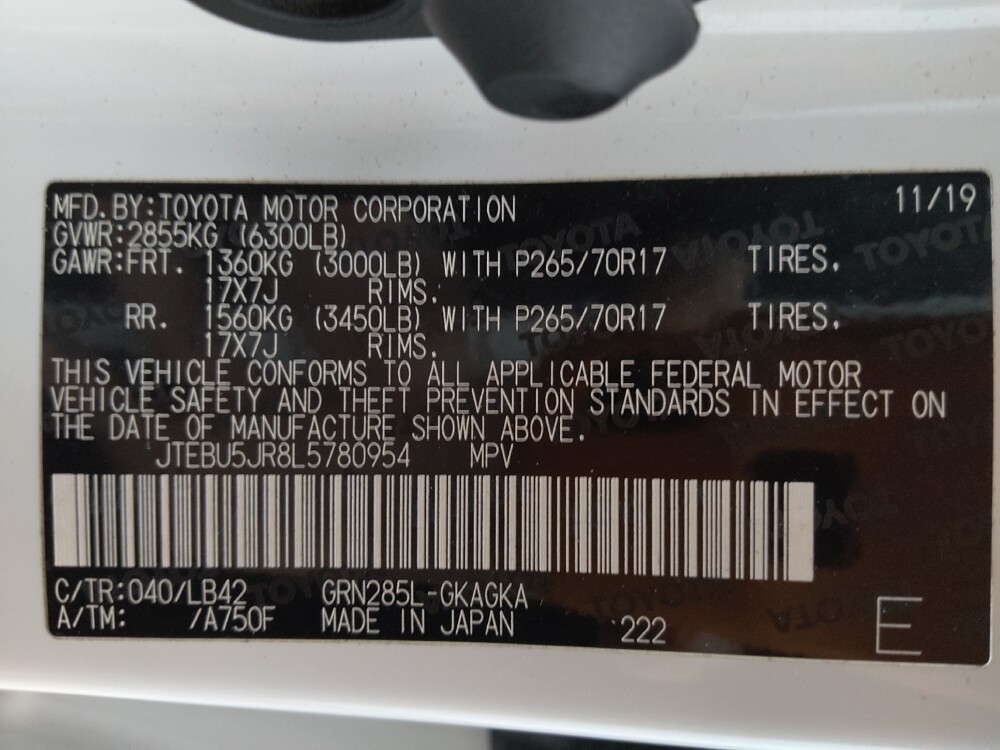 MFD.BY:TOYOTA MOTOR CORPORATION 11/19
GVWR:2855KG (6300LB)
GAWR:FRT. 1360KG (3000LB) WITH P265/70R17 TIRES,
17X7J RIMS.
RR. 1560KG (3450LB) WITH P265/70R17 TIRES,
17X7J RIMS.
THIS VEHICLE CONFORMS TO ALL APPLICABLE FEDERAL MOTOR
VEHICLE SAFETY AND THEFT PREVENTION STANDARDS IN EFFECT ON
THE DATE OF MANUFACTURE SHOWN ABOVE.
JTEBU5JR8L5780954 MPV
C/TR:040/LB42 GRN285L-GKAGKA
A/TM: /A750F MADE IN JAPAN 222 E